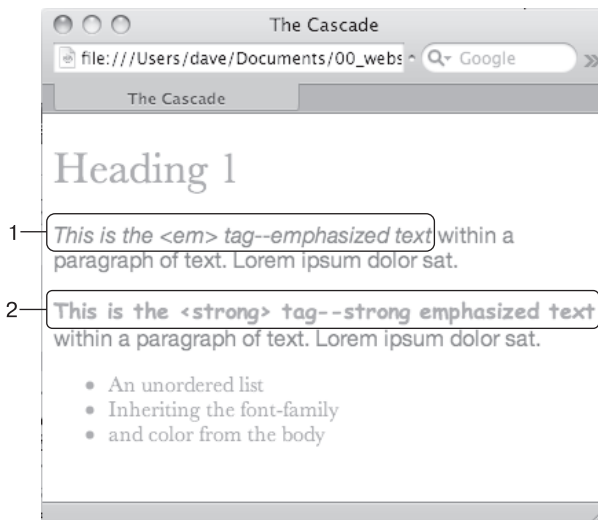 The Cascade
file:///Users/dave/Documents/00_webs
Google
The Cascade
Heading 1
1
This is the <em> tag--emphasized text within a
paragraph of text. Lorem ipsum dolor sat.
2
This is the <strong> tag--strong emphasized text
within a paragraph of text. Lorem ipsum dolor sat.
• An unordered list
• Inheriting the font-family
• and color from the body